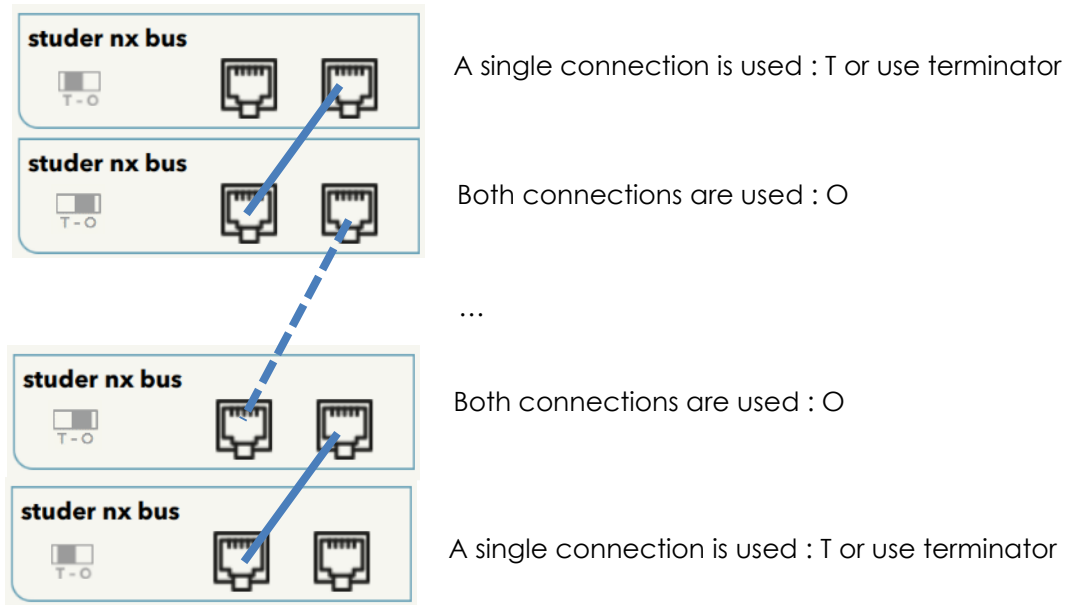 studer nx bus
T - O
A single connection is used : T or use terminator
studer nx bus
T - O
Both connections are used : O
…
studer nx bus
T - O
Both connections are used : O
studer nx bus
T - O
A single connection is used : T or use terminator